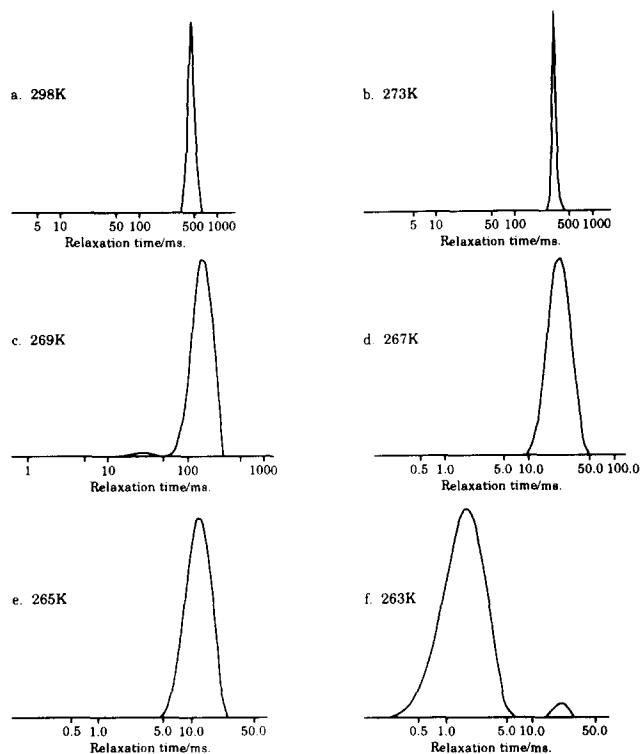 a. 298K
5 10 50 100 500 1000
Relaxation time/ms.
b. 273K
5 10 50 100 500 1000
Relaxation time/ms.
c. 269K
1 10 100 1000
Relaxation time/ms.
d. 267K
0.5 1.0 5.0 10.0 50.0 100.0
Relaxation time/ms.
e. 265K
0.5 1.0 5.0 10.0 50.0
Relaxation time/ms.
f. 263K
0.5 1.0 5.0 10.0 50.0
Relaxation time/ms.